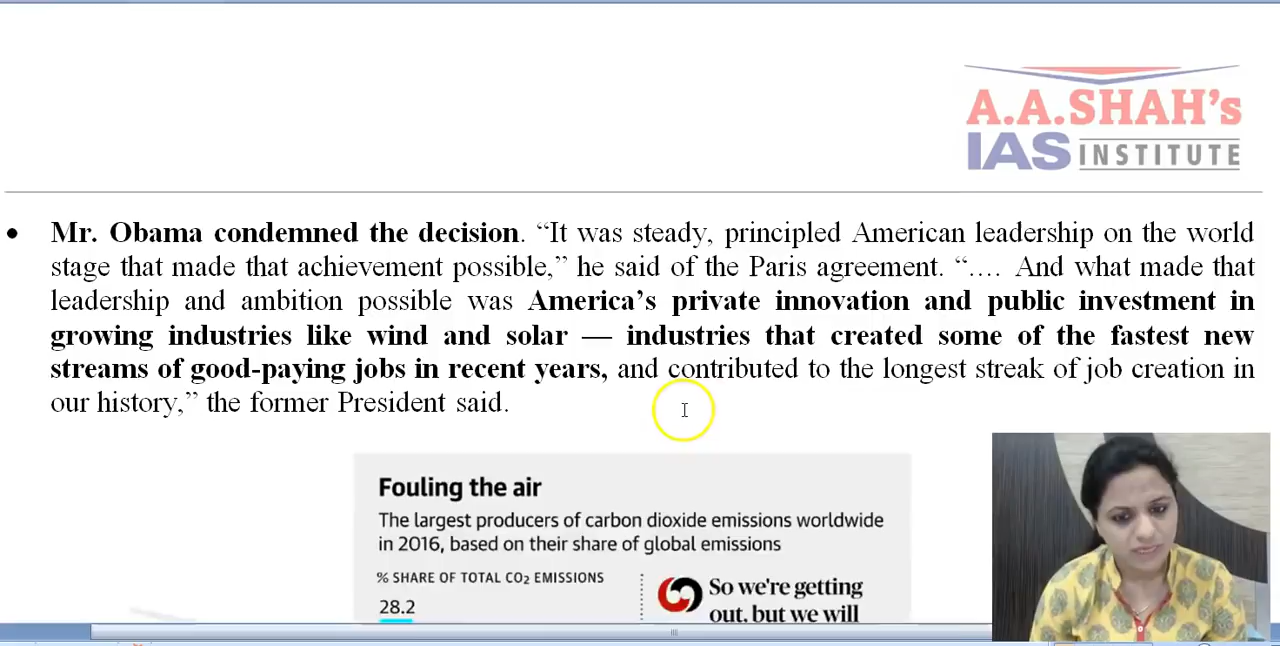 A.A.SHAH's
IAS INSTITUTE
• Mr. Obama condemned the decision. “It was steady, principled American leadership on the world
stage that made that achievement possible,” he said of the Paris agreement. “.... And what made that
leadership and ambition possible was America’s private innovation and public investment in
growing industries like wind and solar — industries that created some of the fastest new
streams of good-paying jobs in recent years, and contributed to the longest streak of job creation in
our history,” the former President said.
Fouling the air
The largest producers of carbon dioxide emissions worldwide
in 2016, based on their share of global emissions
% SHARE OF TOTAL CO₂ EMISSIONS
28.2
So we're getting
out, but we will